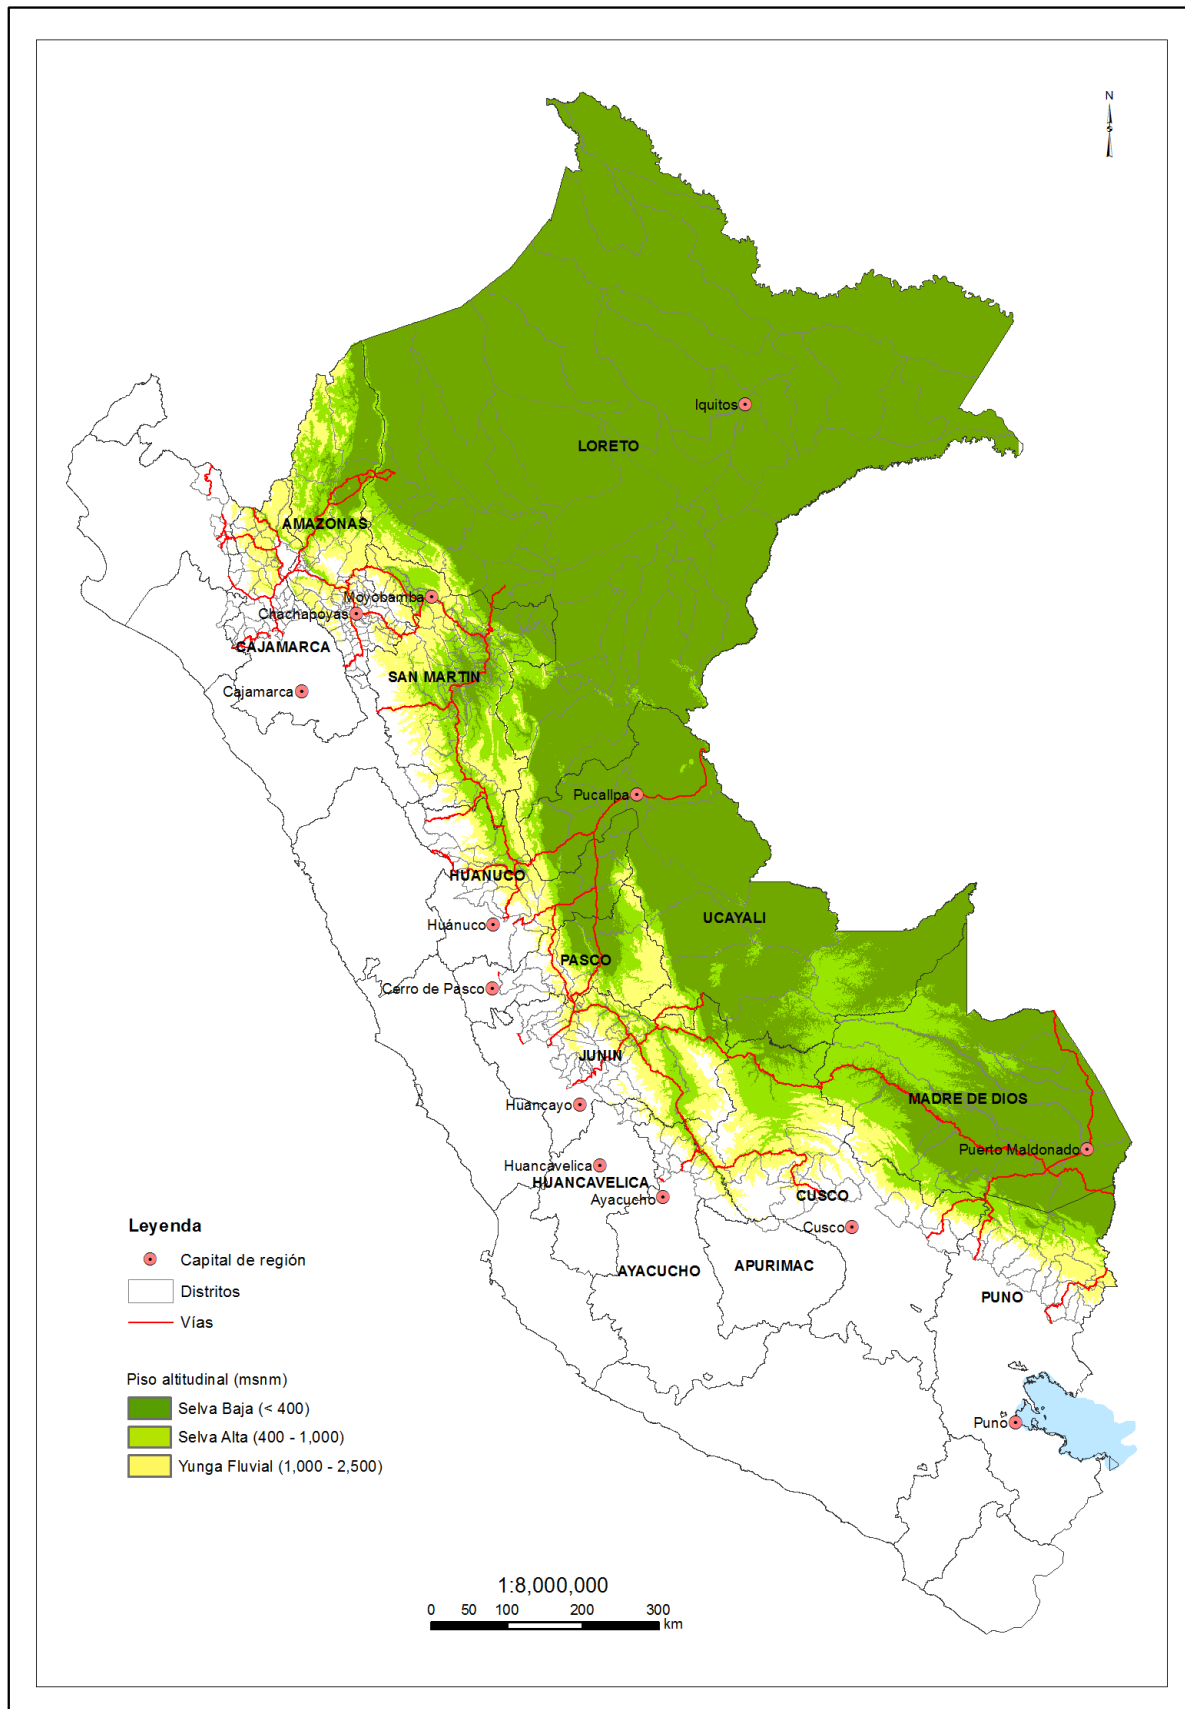 N
Iquitos
LORETO
AMAZONAS
Moyobamba
Chachapoyas
CAJAMARCA
SAN MARTIN
Cajamarca
Pucallpa
HUANUCO
UCAYALI
Huánuco
PASCO
Cerro de Pasco
JUNIN
MADRE DE DIOS
Huancayo
Puerto Maldonado
Huancavelica
HUANCAVELICA
CUSCO
Ayacucho
Cusco
APURIMAC
AYACUCHO
PUNO
Puno
Leyenda
Capital de región
Distritos
Vías
Piso altitudinal (msnm)
Selva Baja (< 400)
Selva Alta (400 - 1,000)
Yunga Fluvial (1,000 - 2,500)
1:8,000,000
0 50 100 200 300
km